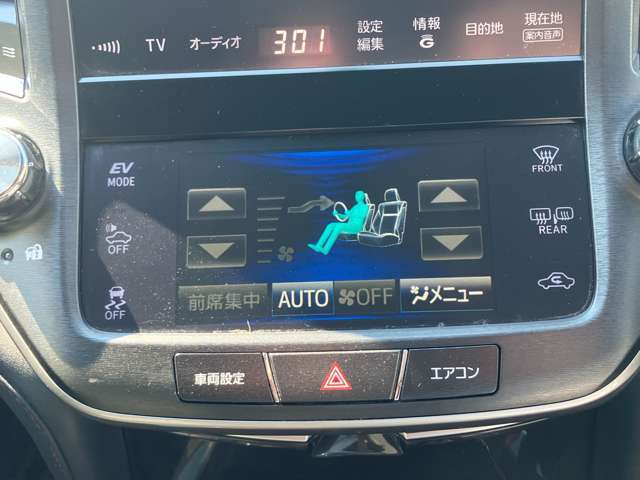 TV オーディオ 301 設定編集 情報 G 目的地 現在地 案内音声
EV MODE
FRONT
OFF
REAR
OFF
前席集中 AUTO OFF メニュー
車両設定 エアコン